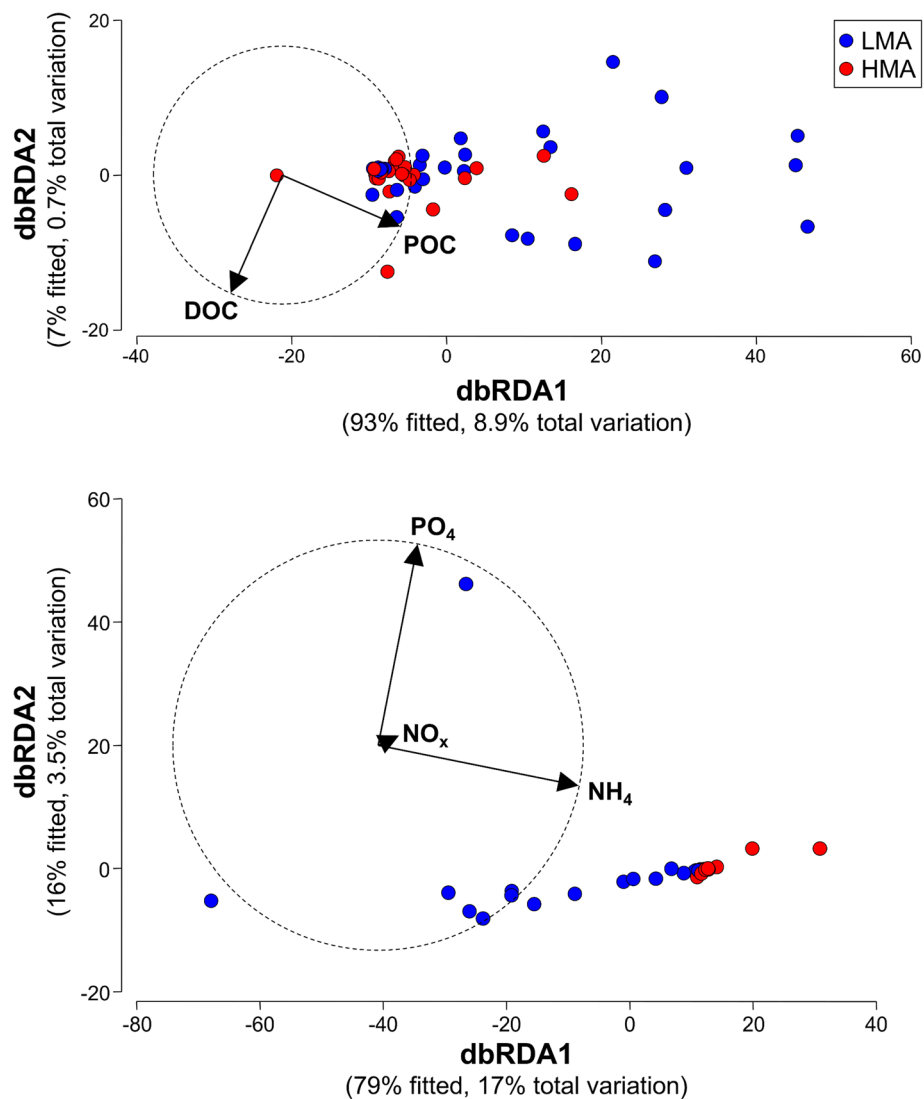 20
0
-20
dbRDA2
(7% fitted, 0.7% total variation)
LMA
HMA
POC
DOC
-40
-20
0
20
40
60
dbRDA1
(93% fitted, 8.9% total variation)
60
40
20
0
-20
dbRDA2
(16% fitted, 3.5% total variation)
PO₄
NOₓ
NH₄
-80
-60
-40
-20
0
20
40
dbRDA1
(79% fitted, 17% total variation)